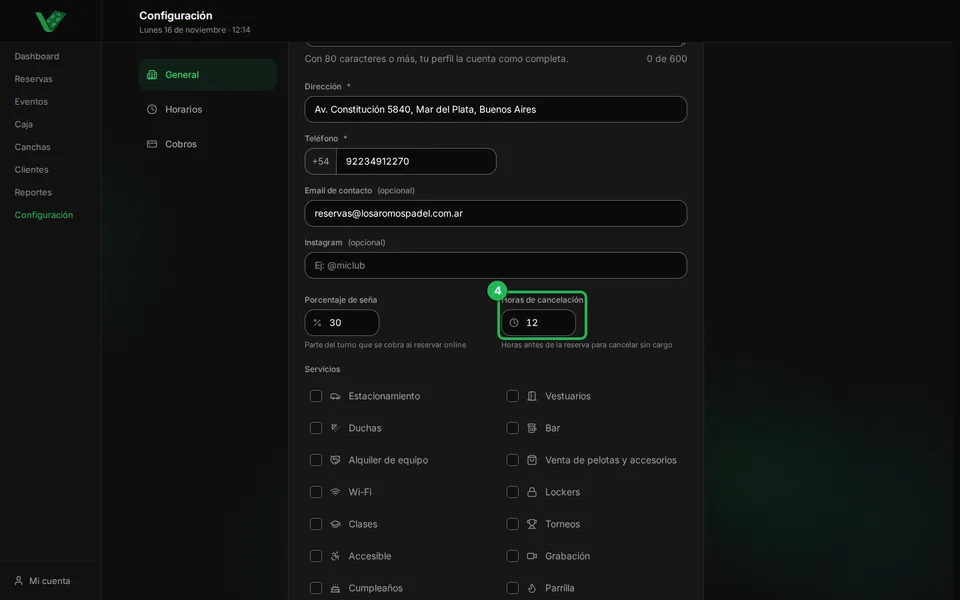 Configuración
Lunes 16 de noviembre · 12:14
Dashboard
Reservas
Eventos
Caja
Canchas
Clientes
Reportes
Configuración
Mi cuenta
General
Horarios
Cobros
Con 80 caracteres o más, tu perfil la cuenta como completa.
0 de 600
Dirección *
Av. Constitución 5840, Mar del Plata, Buenos Aires
Teléfono *
+54 92234912270
Email de contacto (opcional)
reservas@losaromospadel.com.ar
Instagram (opcional)
Ej: @miclub
Porcentaje de seña
% 30
Parte del turno que se cobra al reservar online
4
Horas de cancelación
12
Horas antes de la reserva para cancelar sin cargo
Servicios
Estacionamiento
Vestuarios
Duchas
Bar
Alquiler de equipo
Venta de pelotas y accesorios
Wi-Fi
Lockers
Clases
Torneos
Accesible
Grabación
Cumpleaños
Parrilla